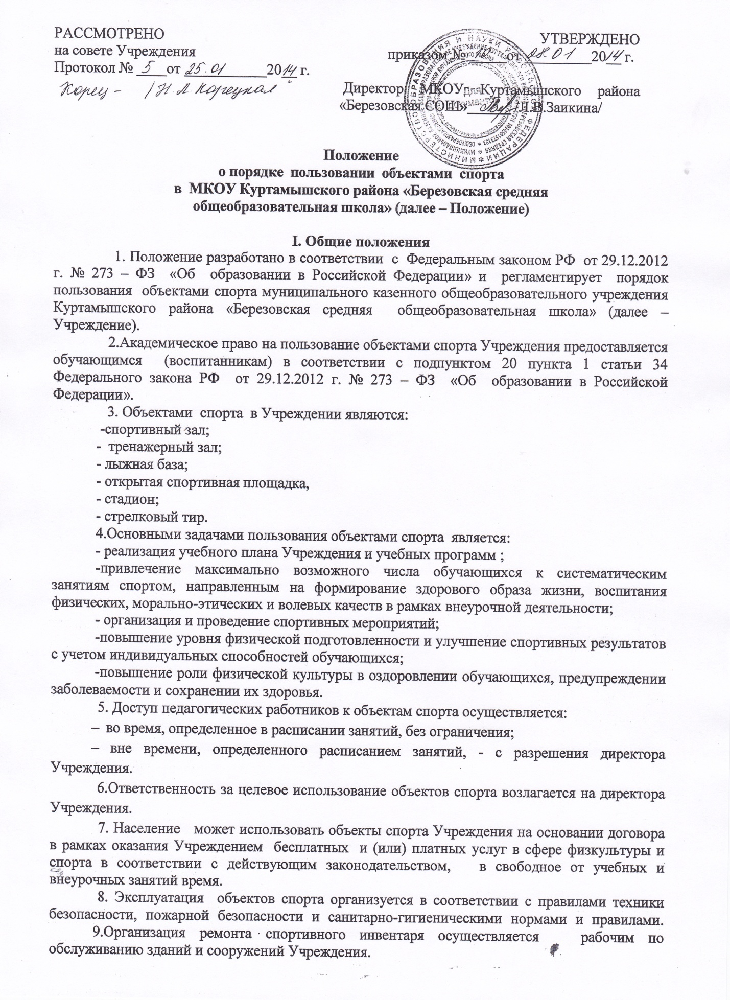 РАССМОТРЕНО
УТВЕРЖДЕНО
на совете Учреждения
приказом № ____ от 28.01 2014 г.
Протокол № 5 от 25.01 2014 г.
Корец - /Н.Л. Корецкая
Директор МКОУ Куртамышского района
«Березовская СОШ» ______ /Л.В.Заикина/
Для
документов
Положение
о порядке пользовании объектами спорта
в МКОУ Куртамышского района «Березовская средняя
общеобразовательная школа» (далее – Положение)
I. Общие положения
1. Положение разработано в соответствии с Федеральным законом РФ от 29.12.2012
г. № 273 – ФЗ «Об образовании в Российской Федерации» и регламентирует порядок
пользования объектами спорта муниципального казенного общеобразовательного учреждения
Куртамышского района «Березовская средняя общеобразовательная школа» (далее –
Учреждение).
2.Академическое право на пользование объектами спорта Учреждения предоставляется
обучающимся (воспитанникам) в соответствии с подпунктом 20 пункта 1 статьи 34
Федерального закона РФ от 29.12.2012 г. № 273 – ФЗ «Об образовании в Российской
Федерации».
3. Объектами спорта в Учреждении являются:
-спортивный зал;
- тренажерный зал;
- лыжная база;
- открытая спортивная площадка,
- стадион;
- стрелковый тир.
4.Основными задачами пользования объектами спорта является:
- реализация учебного плана Учреждения и учебных программ ;
-привлечение максимально возможного числа обучающихся к систематическим
занятиям спортом, направленным на формирование здорового образа жизни, воспитания
физических, морально-этических и волевых качеств в рамках внеурочной деятельности;
- организация и проведение спортивных мероприятий;
-повышение уровня физической подготовленности и улучшение спортивных результатов
с учетом индивидуальных способностей обучающихся;
-повышение роли физической культуры в оздоровлении обучающихся, предупреждении
заболеваемости и сохранении их здоровья.
5. Доступ педагогических работников к объектам спорта осуществляется:
– во время, определенное в расписании занятий, без ограничения;
– вне времени, определенного расписанием занятий, - с разрешения директора
Учреждения.
6.Ответственность за целевое использование объектов спорта возлагается на директора
Учреждения.
7. Население может использовать объекты спорта Учреждения на основании договора
в рамках оказания Учреждением бесплатных и (или) платных услуг в сфере физкультуры и
спорта в соответствии с действующим законодательством, в свободное от учебных и
внеурочных занятий время.
8. Эксплуатация объектов спорта организуется в соответствии с правилами техники
безопасности, пожарной безопасности и санитарно-гигиеническими нормами и правилами.
9.Организация ремонта спортивного инвентаря осуществляется рабочим по
обслуживанию зданий и сооружений Учреждения.